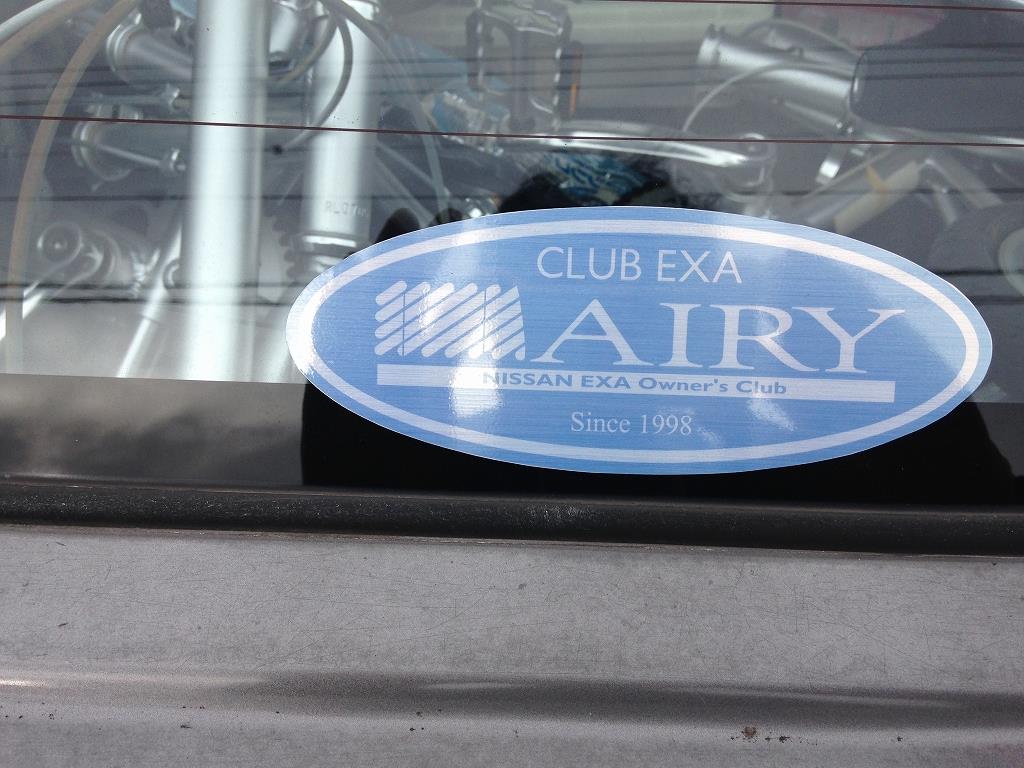 CLUB EXA
AIRY
NISSAN EXA Owner's Club
Since 1998